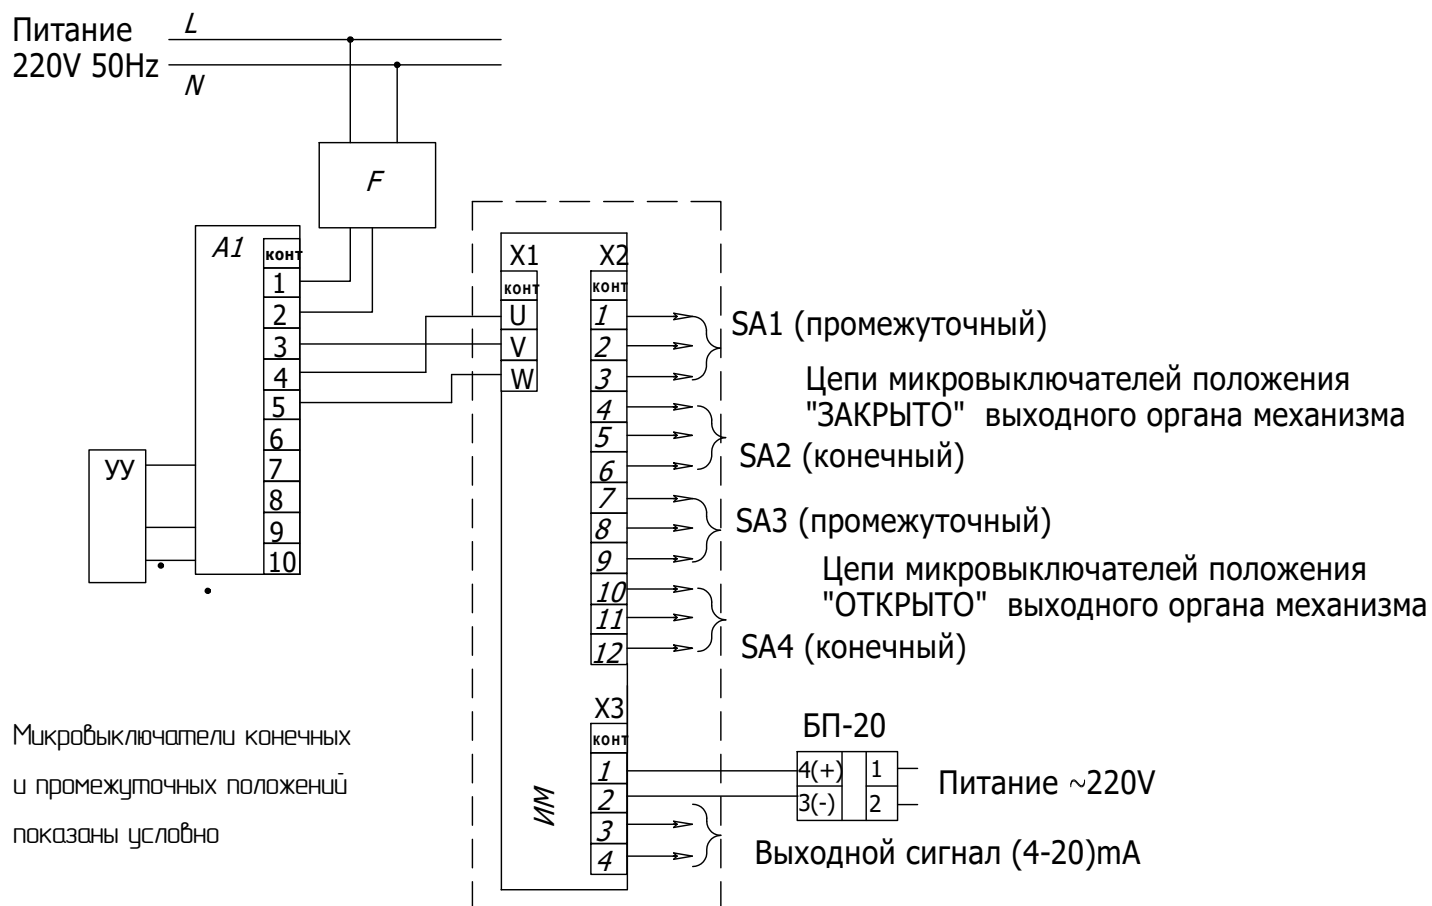 Питание
220V 50Hz
L
N
F
A1
конт
1
2
3
4
5
6
7
8
9
10
УУ
X1
конт
U
V
W
X2
конт
1
2
3
4
5
6
7
8
9
10
11
12
SA1 (промежуточный)
Цепи микровыключателей положения
"ЗАКРЫТО" выходного органа механизма
SA2 (конечный)
SA3 (промежуточный)
Цепи микровыключателей положения
"ОТКРЫТО" выходного органа механизма
SA4 (конечный)
X3
конт
1
2
3
4
ИМ
БП-20
4(+)
1
3(-)
2
Питание ~220V
Выходной сигнал (4-20)mA
Микровыключатели конечных
и промежуточных положений
показаны условно